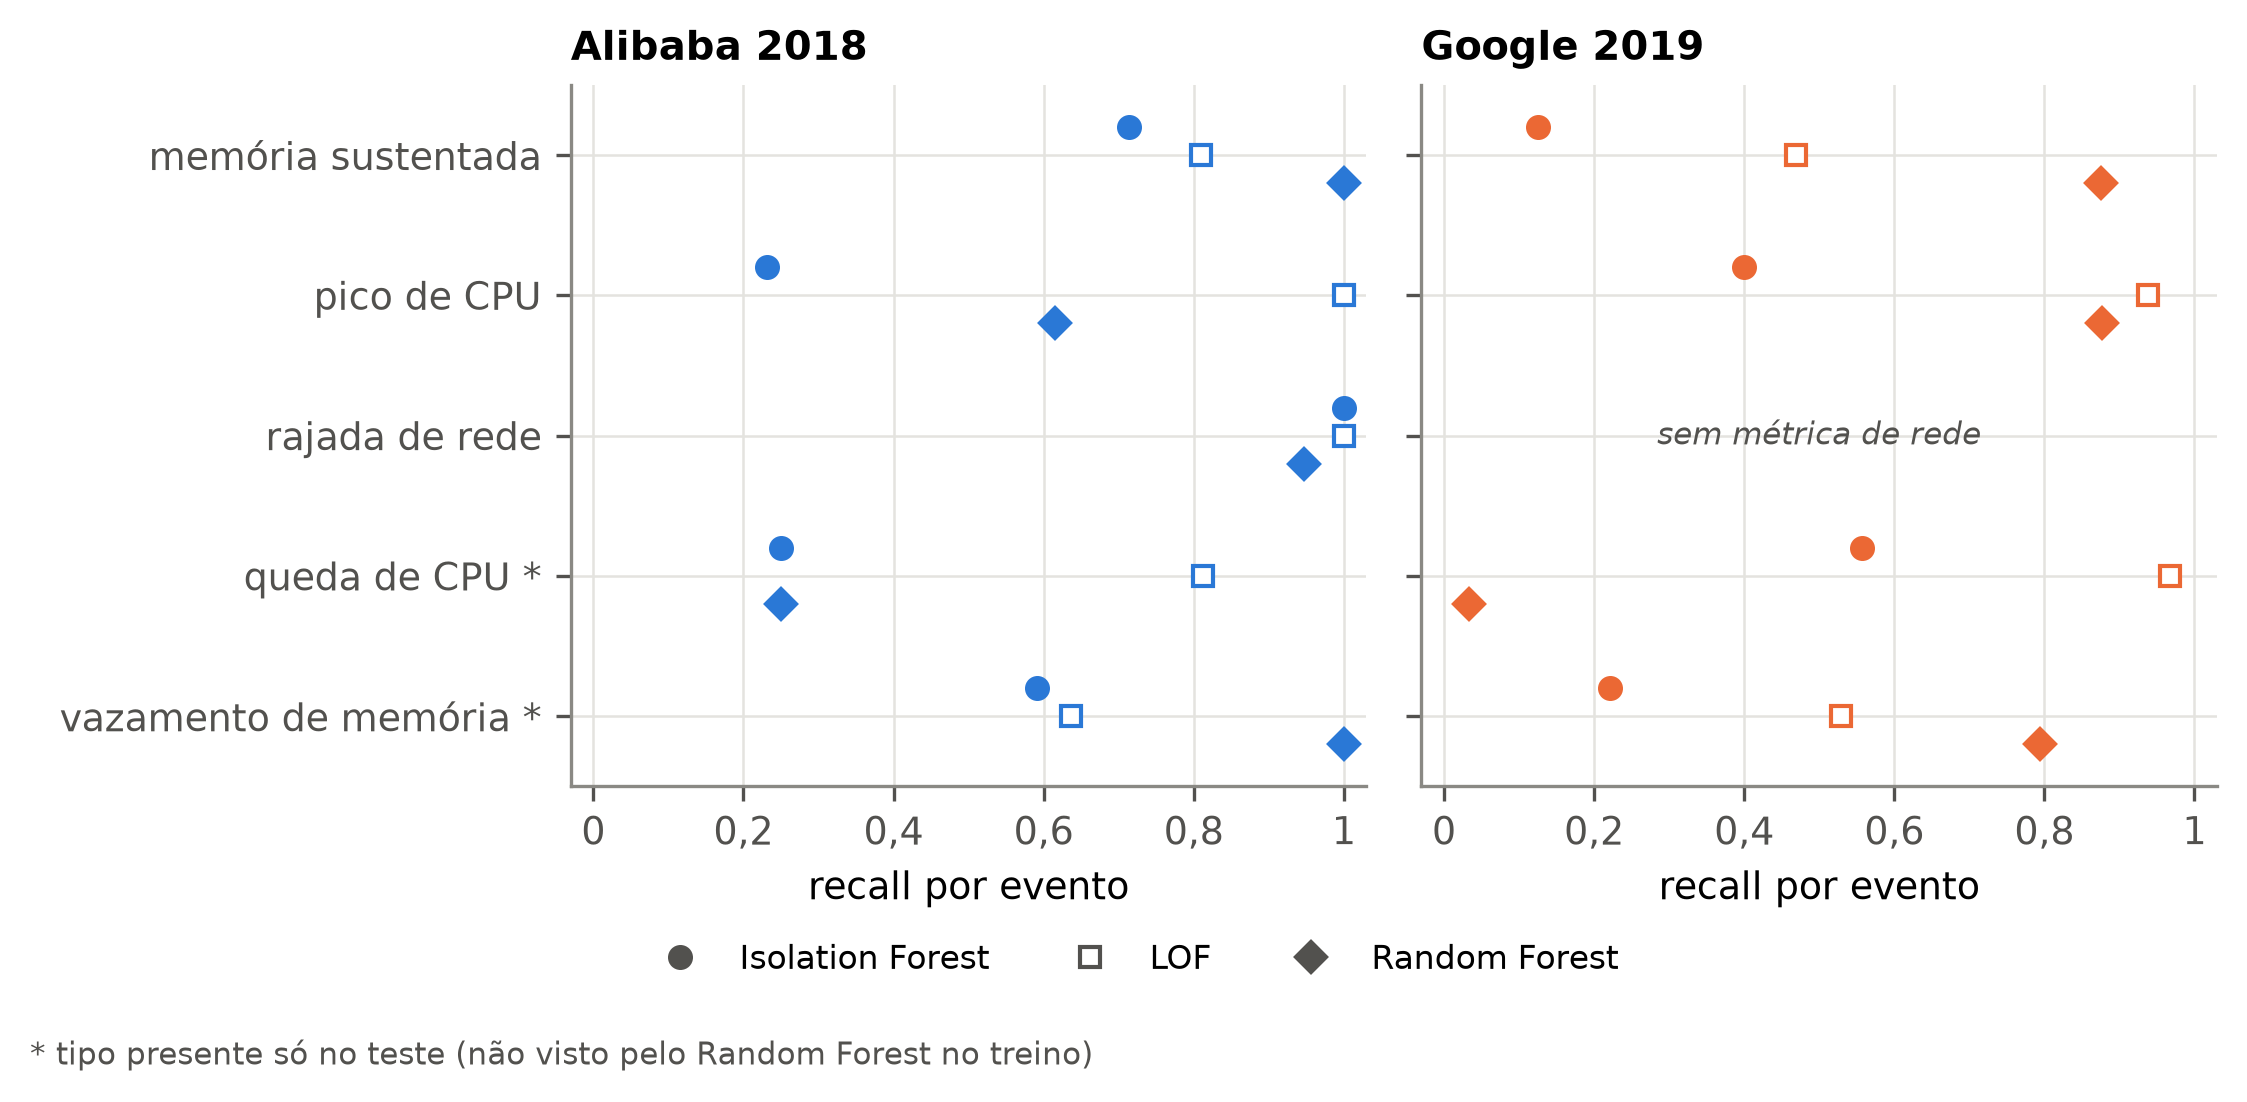 Alibaba 2018
Google 2019
memória sustentada
pico de CPU
rajada de rede
sem métrica de rede
queda de CPU *
vazamento de memória *
0 0,2 0,4 0,6 0,8 1
0 0,2 0,4 0,6 0,8 1
recall por evento
recall por evento
Isolation Forest LOF Random Forest
* tipo presente só no teste (não visto pelo Random Forest no treino)